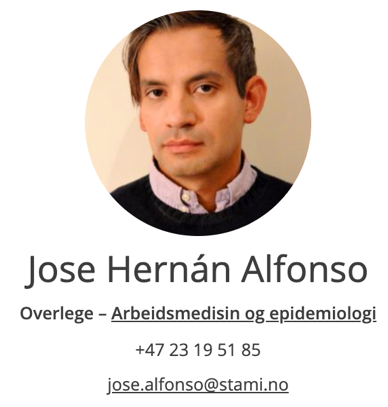 Jose Hernán Alfonso
Overlege – Arbeidsmedisin og epidemiologi
+47 23 19 51 85
jose.alfonso@stami.no